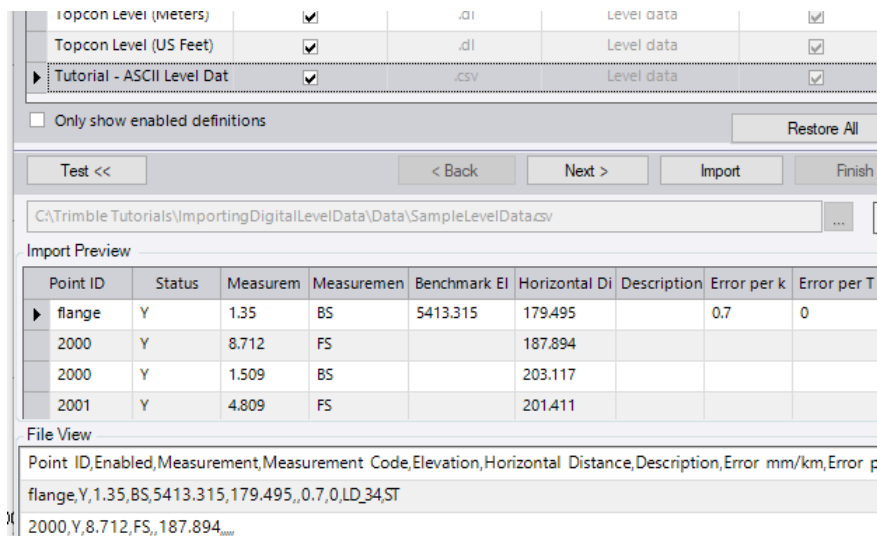 Topcon Level (Meters) .dl Level data
Topcon Level (US Feet) .dl Level data
Tutorial - ASCII Level Dat .csv Level data
Only show enabled definitions
Restore All
Test << < Back Next > Import Finish
C:\Trimble Tutorials\ImportingDigitalLevelData\Data\SampleLevelData.csv ...
Import Preview
Point ID Status Measurem Measuremen Benchmark El Horizontal Di Description Error per k Error per T
flange Y 1.35 BS 5413.315 179.495 0.7 0
2000 Y 8.712 FS 187.894
2000 Y 1.509 BS 203.117
2001 Y 4.809 FS 201.411
File View
Point ID,Enabled,Measurement,Measurement Code,Elevation,Horizontal Distance,Description,Error mm/km,Error p
flange,Y,1.35,BS,5413.315,179.495,,0.7,0,LD_34,ST
2000,Y,8.712,FS,,187.894,,,,,